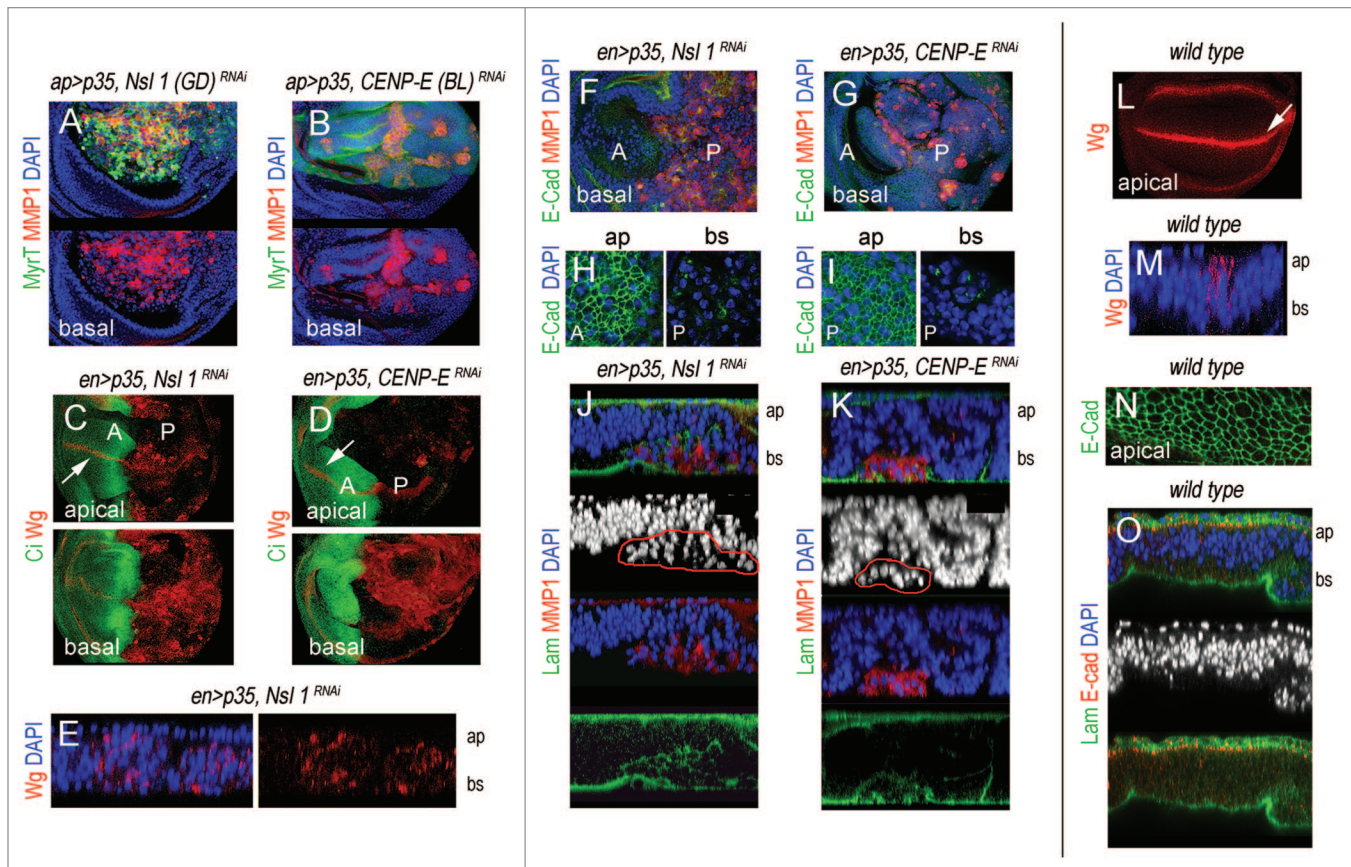 ap>p35, Nsl 1 (GD) RNAi
ap>p35, CENP-E (BL) RNAi
A
B
MyrT MMP1 DAPI
MyrT MMP1 DAPI
basal
basal
en>p35, Nsl 1 RNAi
en>p35, CENP-E RNAi
C
A
P
D
A
P
apical
apical
Ci Wg
Ci Wg
basal
basal
en>p35, Nsl 1 RNAi
E
Wg DAPI
ap
bs
en>p35, Nsl 1 RNAi
en>p35, CENP-E RNAi
F
A
P
G
A
P
E-Cad MMP1 DAPI
E-Cad MMP1 DAPI
basal
basal
ap
bs
ap
bs
H
I
E-Cad DAPI
E-Cad DAPI
A
P
P
P
en>p35, Nsl 1 RNAi
en>p35, CENP-E RNAi
J
ap
bs
K
ap
bs
Lam MMP1 DAPI
Lam MMP1 DAPI
wild type
L
Wg
apical
wild type
M
Wg DAPI
ap
bs
wild type
N
E-Cad
apical
wild type
O
ap
bs
Lam E-cad DAPI